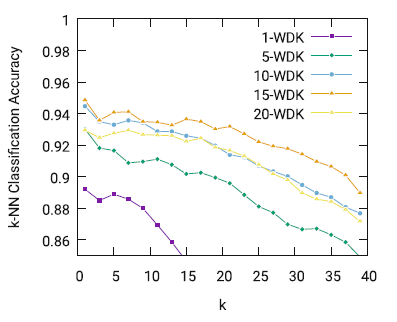 k-NN Classification Accuracy
1
0.98
0.96
0.94
0.92
0.9
0.88
0.86
1-WDK
5-WDK
10-WDK
15-WDK
20-WDK
0 5 10 15 20 25 30 35 40
k